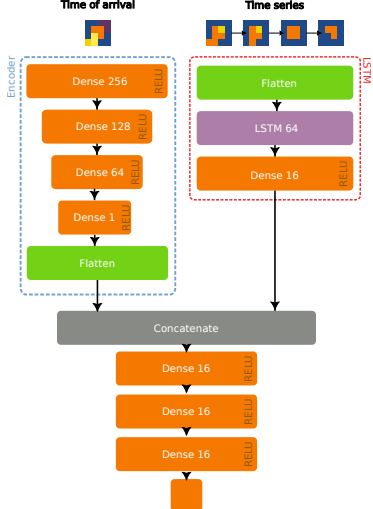 Time of arrival
Time series
Encoder
LSTM
Dense 256
RELU
Dense 128
RELU
Dense 64
RELU
Dense 1
RELU
Flatten
Flatten
LSTM 64
Dense 16
RELU
Concatenate
Dense 16
RELU
Dense 16
RELU
Dense 16
RELU